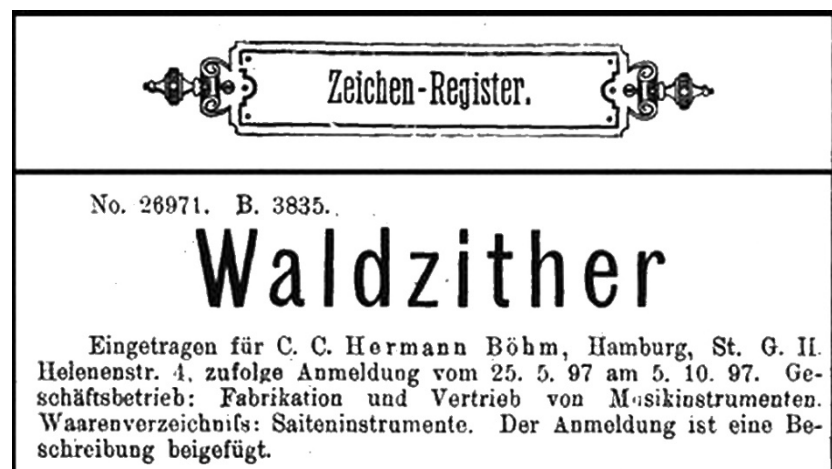 Zeichen-Register.
No. 26971. B. 3835.
Waldzither
Eingetragen für C. C. Hermann Böhm, Hamburg, St. G. H.
Helenenstr. 4, zufolge Anmeldung vom 25. 5. 97 am 5. 10. 97. Ge-
schäftsbetrieb: Fabrikation und Vertrieb von Musikinstrumenten.
Waarenverzeichnifs: Saiteninstrumente. Der Anmeldung ist eine Be-
schreibung beigefügt.